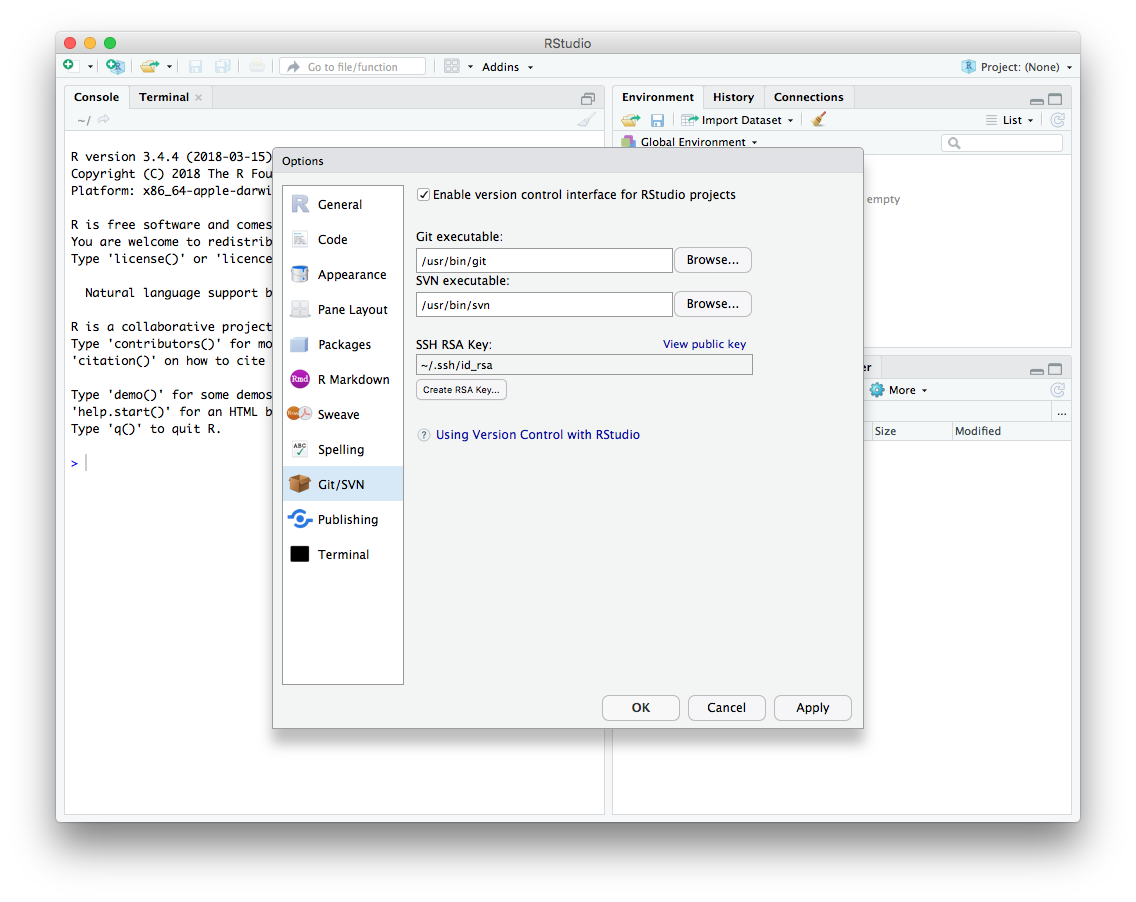 RStudio
Go to file/function
Addins
Project: (None)
Console
Terminal
~/
R version 3.4.4 (2018-03-15)
Copyright (C) 2018 The R Fou
Platform: x86_64-apple-darwi
R is free software and comes
You are welcome to redistrib
Type 'license()' or 'licence
Natural language support b
R is a collaborative project
Type 'contributors()' for mo
'citation()' on how to cite
Type 'demo()' for some demos
'help.start()' for an HTML b
Type 'q()' to quit R.
>
Environment
History
Connections
Import Dataset
List
Global Environment
empty
er
More
...
Size
Modified
Options
General
Code
Appearance
Pane Layout
Packages
Rmd
R Markdown
Sweave
ABC
Spelling
Git/SVN
Publishing
Terminal
Enable version control interface for RStudio projects
Git executable:
/usr/bin/git
Browse...
SVN executable:
/usr/bin/svn
Browse...
SSH RSA Key:
View public key
~/.ssh/id_rsa
Create RSA Key...
? Using Version Control with RStudio
OK
Cancel
Apply